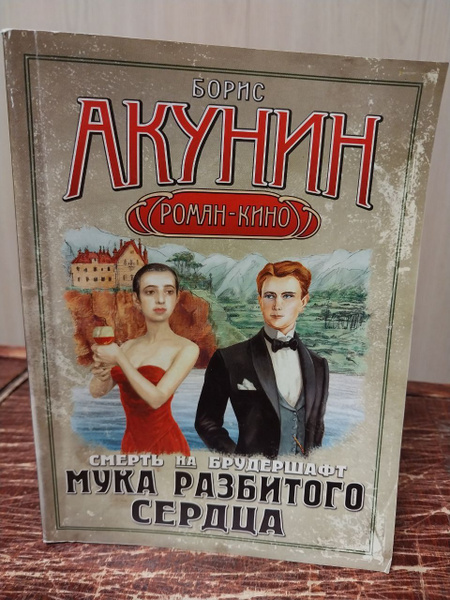 БОРИС
АКУНИН
РОМАН-КИНО
СМЕРТЬ НА БРУДЕРШАФТ
МУКА РАЗБИТОГО
СЕРДЦА